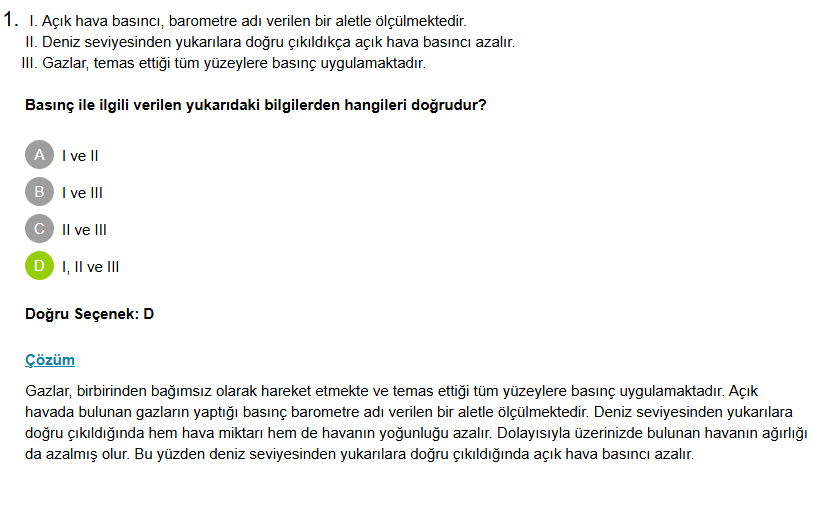 1. I. Açık hava basıncı, barometre adı verilen bir aletle ölçülmektedir.
II. Deniz seviyesinden yukarılara doğru çıkıldıkça açık hava basıncı azalır.
III. Gazlar, temas ettiği tüm yüzeylere basınç uygulamaktadır.
Basınç ile ilgili verilen yukarıdaki bilgilerden hangileri doğrudur?
A I ve II
B I ve III
C II ve III
D I, II ve III
Doğru Seçenek: D
Çözüm
Gazlar, birbirinden bağımsız olarak hareket etmekte ve temas ettiği tüm yüzeylere basınç uygulamaktadır. Açık
havada bulunan gazların yaptığı basınç barometre adı verilen bir aletle ölçülmektedir. Deniz seviyesinden yukarılara
doğru çıkıldığında hem hava miktarı hem de havanın yoğunluğu azalır. Dolayısıyla üzerinizde bulunan havanın ağırlığı
da azalmış olur. Bu yüzden deniz seviyesinden yukarılara doğru çıkıldığında açık hava basıncı azalır.